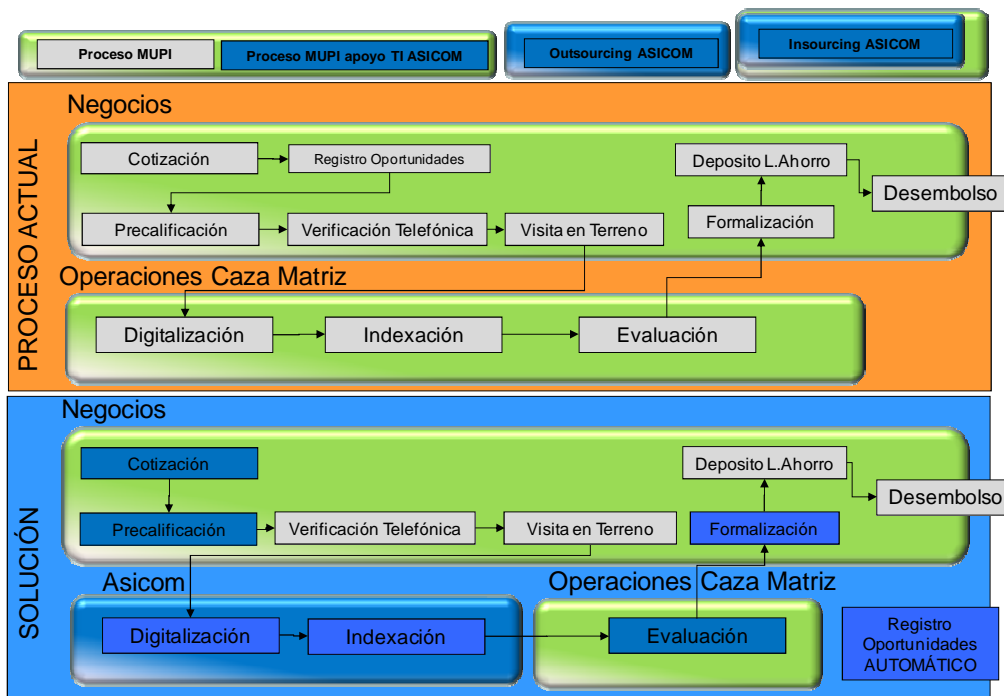 Proceso MUPI
Proceso MUPI apoyo TI ASICOM
Outsourcing ASICOM
Insourcing ASICOM
PROCESO ACTUAL
Negocios
Cotización
Registro Oportunidades
Deposito L.Ahorro
Desembolso
Precalificación
Verificación Telefónica
Visita en Terreno
Formalización
Operaciones Caza Matriz
Digitalización
Indexación
Evaluación
SOLUCIÓN
Negocios
Cotización
Deposito L.Ahorro
Desembolso
Precalificación
Verificación Telefónica
Visita en Terreno
Formalización
Asicom
Operaciones Caza Matriz
Digitalización
Indexación
Evaluación
Registro
Oportunidades
AUTOMÁTICO